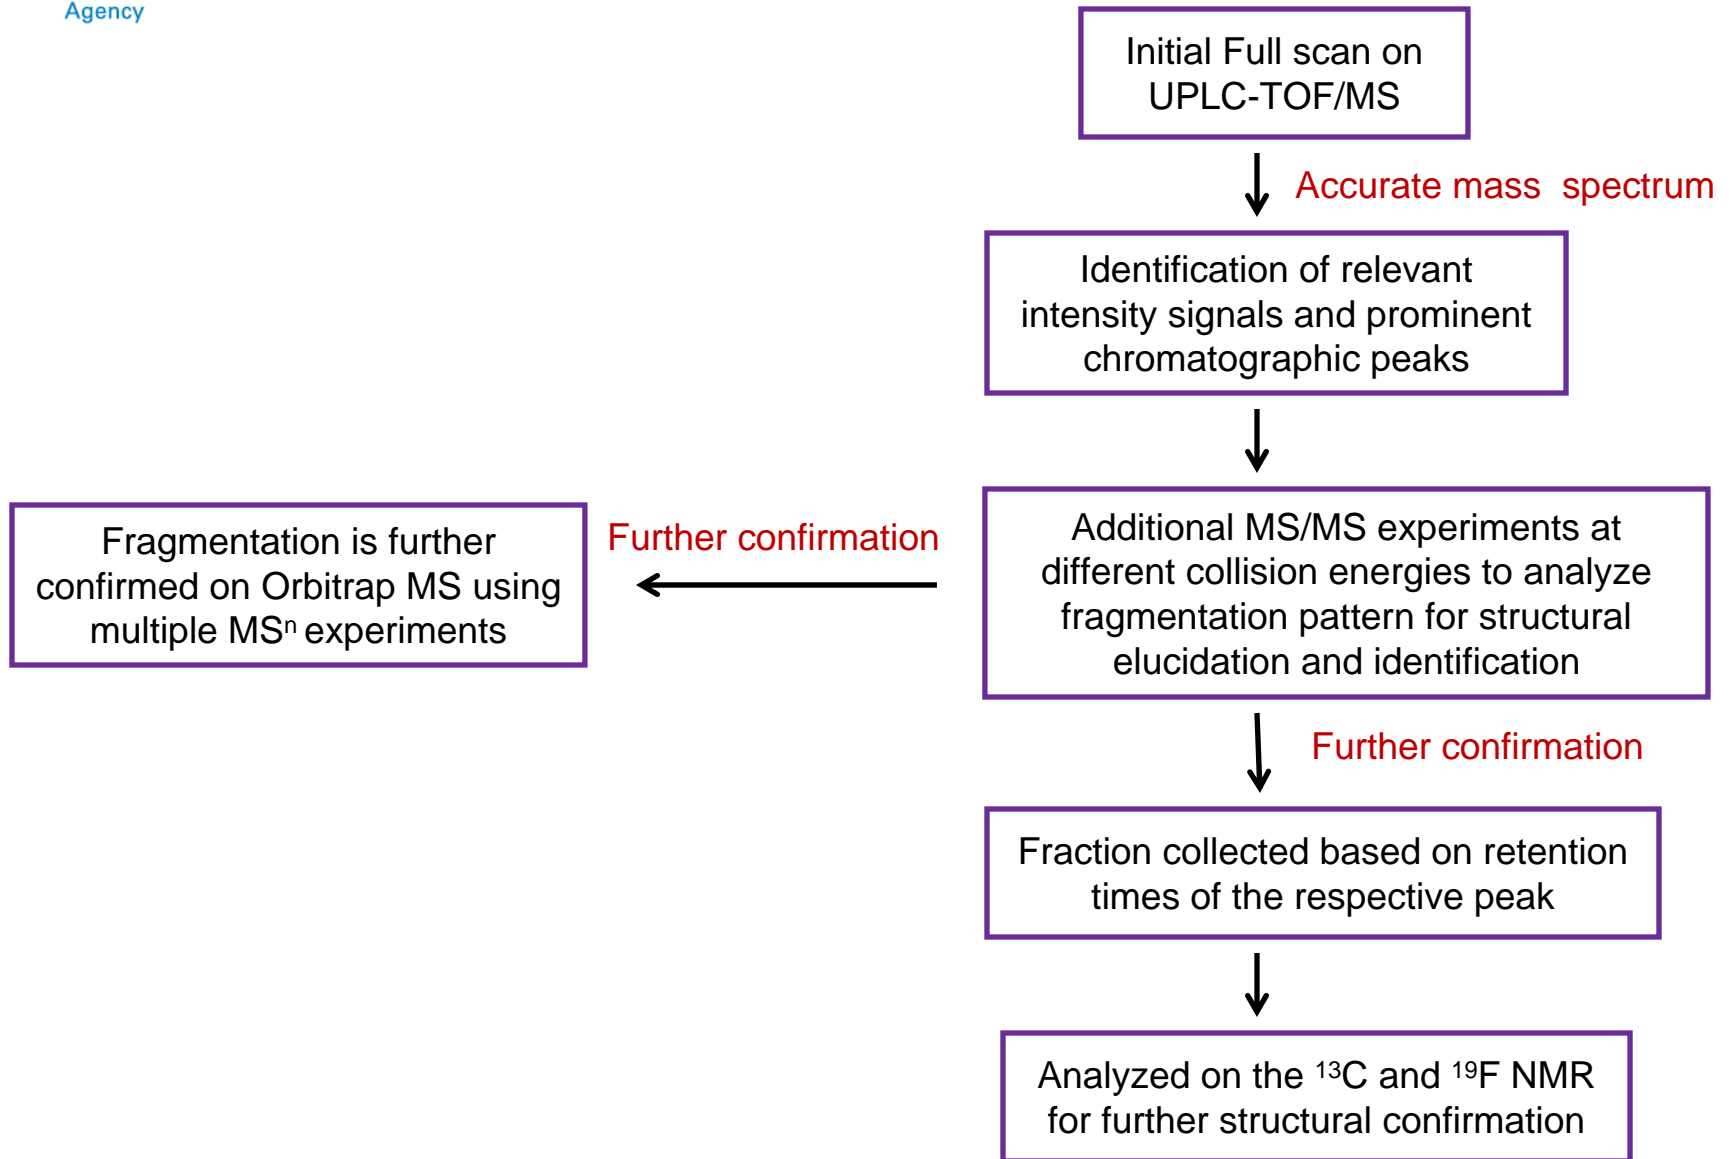 Agency
Initial Full scan on
UPLC-TOF/MS
Accurate mass  spectrum
Identification of relevant
intensity signals and prominent
chromatographic peaks
Additional MS/MS experiments at
different collision energies to analyze
fragmentation pattern for structural
elucidation and identification
Further confirmation
Fragmentation is further
confirmed on Orbitrap MS using
multiple MSⁿ experiments
Further confirmation
Fraction collected based on retention
times of the respective peak
Analyzed on the ¹³C and ¹⁹F NMR
for further structural confirmation